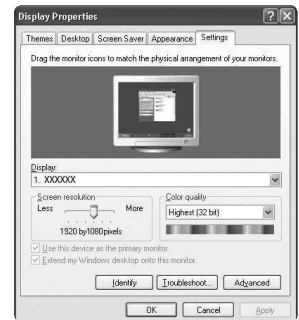 Display Properties
Themes Desktop Screen Saver Appearance Settings
Drag the monitor icons to match the physical arrangement of your monitors.
Display:
1. XXXXXX
Screen resolution
Less More
1920 by1080pixels
Color quality
Highest (32 bit)
Use this device as the primary monitor.
Extend my Windows desktop onto this monitor.
Identify Troubleshoot... Advanced
OK Cancel Apply